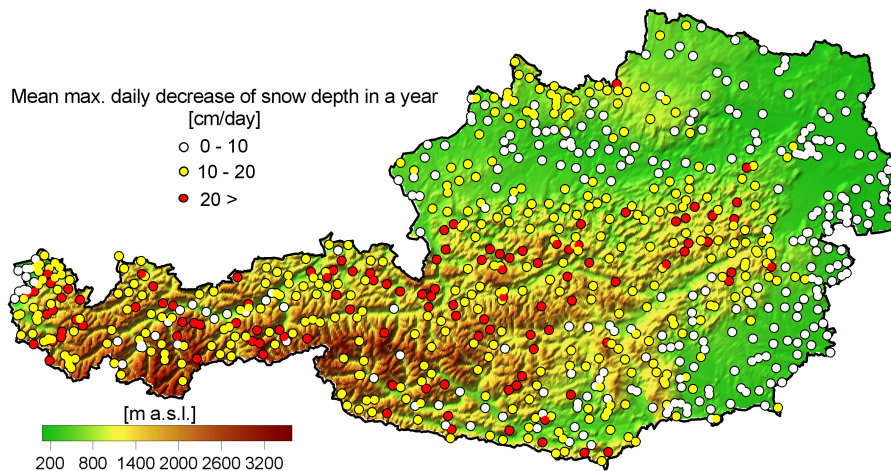 Mean max. daily decrease of snow depth in a year
[cm/day]
0 - 10
10 - 20
20 >
[m a.s.l.]
200 800 1400 2000 2600 3200